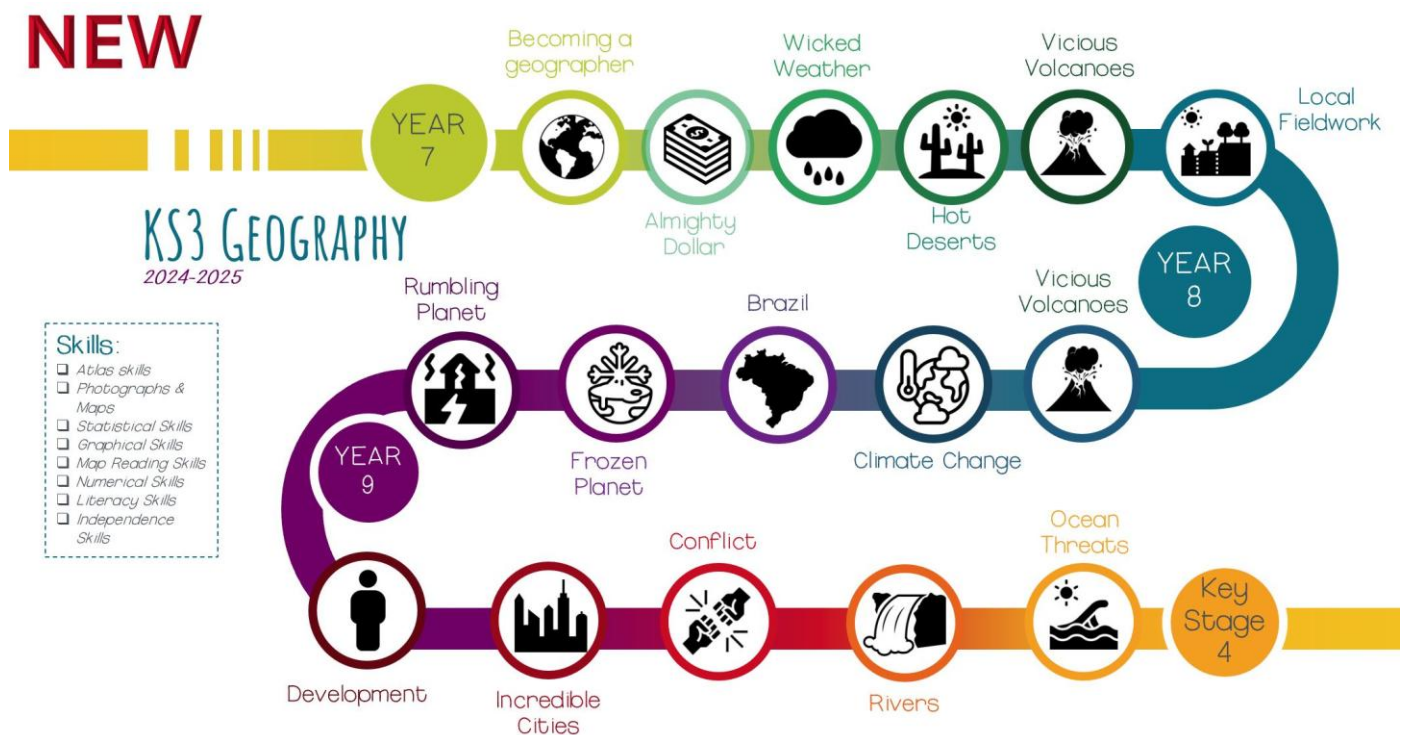 NEW
Becoming a
geographer
Wicked
Weather
Vicious
Volcanoes
Local
Fieldwork
YEAR
7
Almighty
Dollar
Hot
Deserts
KS3 GEOGRAPHY
2024-2025
YEAR
8
Rumbling
Planet
Brazil
Vicious
Volcanoes
Frozen
Planet
Climate Change
Skills:
❑ Atlas skills
❑ Photographs &
Maps
❑ Statistical Skills
❑ Graphical Skills
❑ Map Reading Skills
❑ Numerical Skills
❑ Literacy Skills
❑ Independence
Skills
YEAR
9
Conflict
Ocean
Threats
Key
Stage
4
Development
Incredible
Cities
Rivers